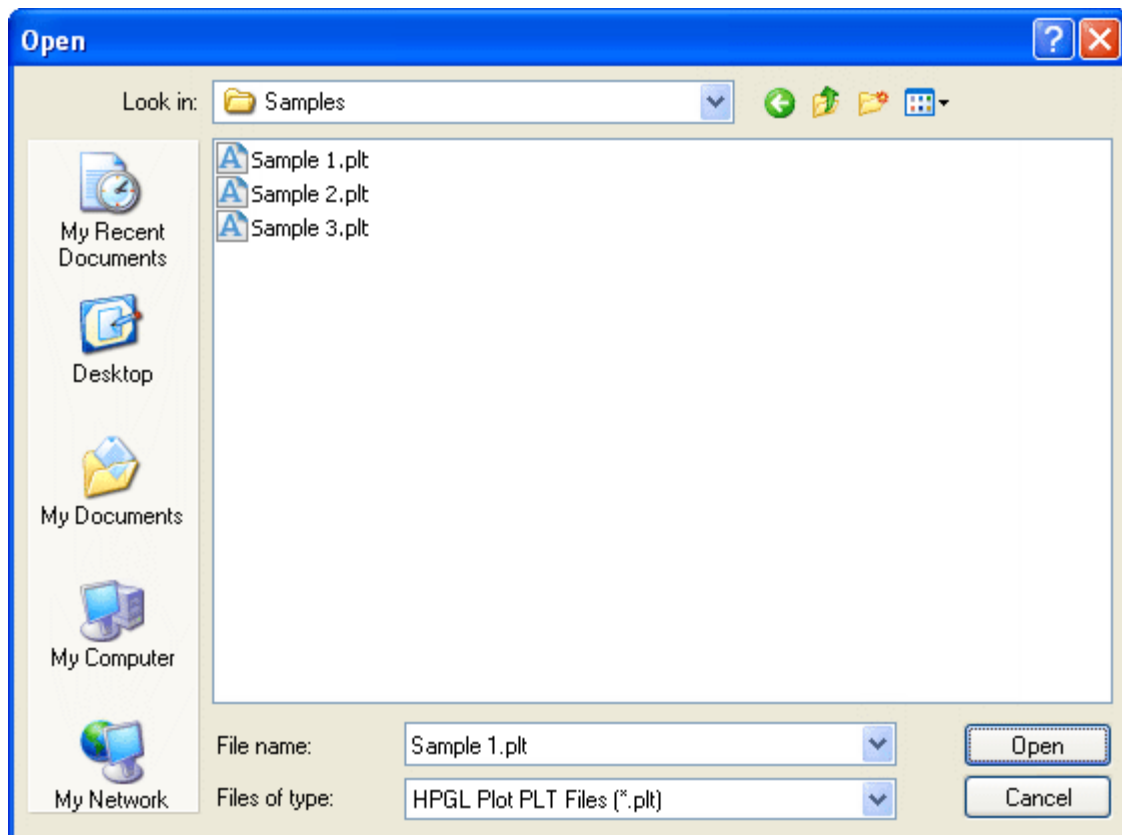 Open
Look in: Samples
My Recent
Documents
Desktop
My Documents
My Computer
My Network
Sample 1.plt
Sample 2.plt
Sample 3.plt
File name: Sample 1.plt Open
Files of type: HPGL Plot PLT Files (*.plt) Cancel